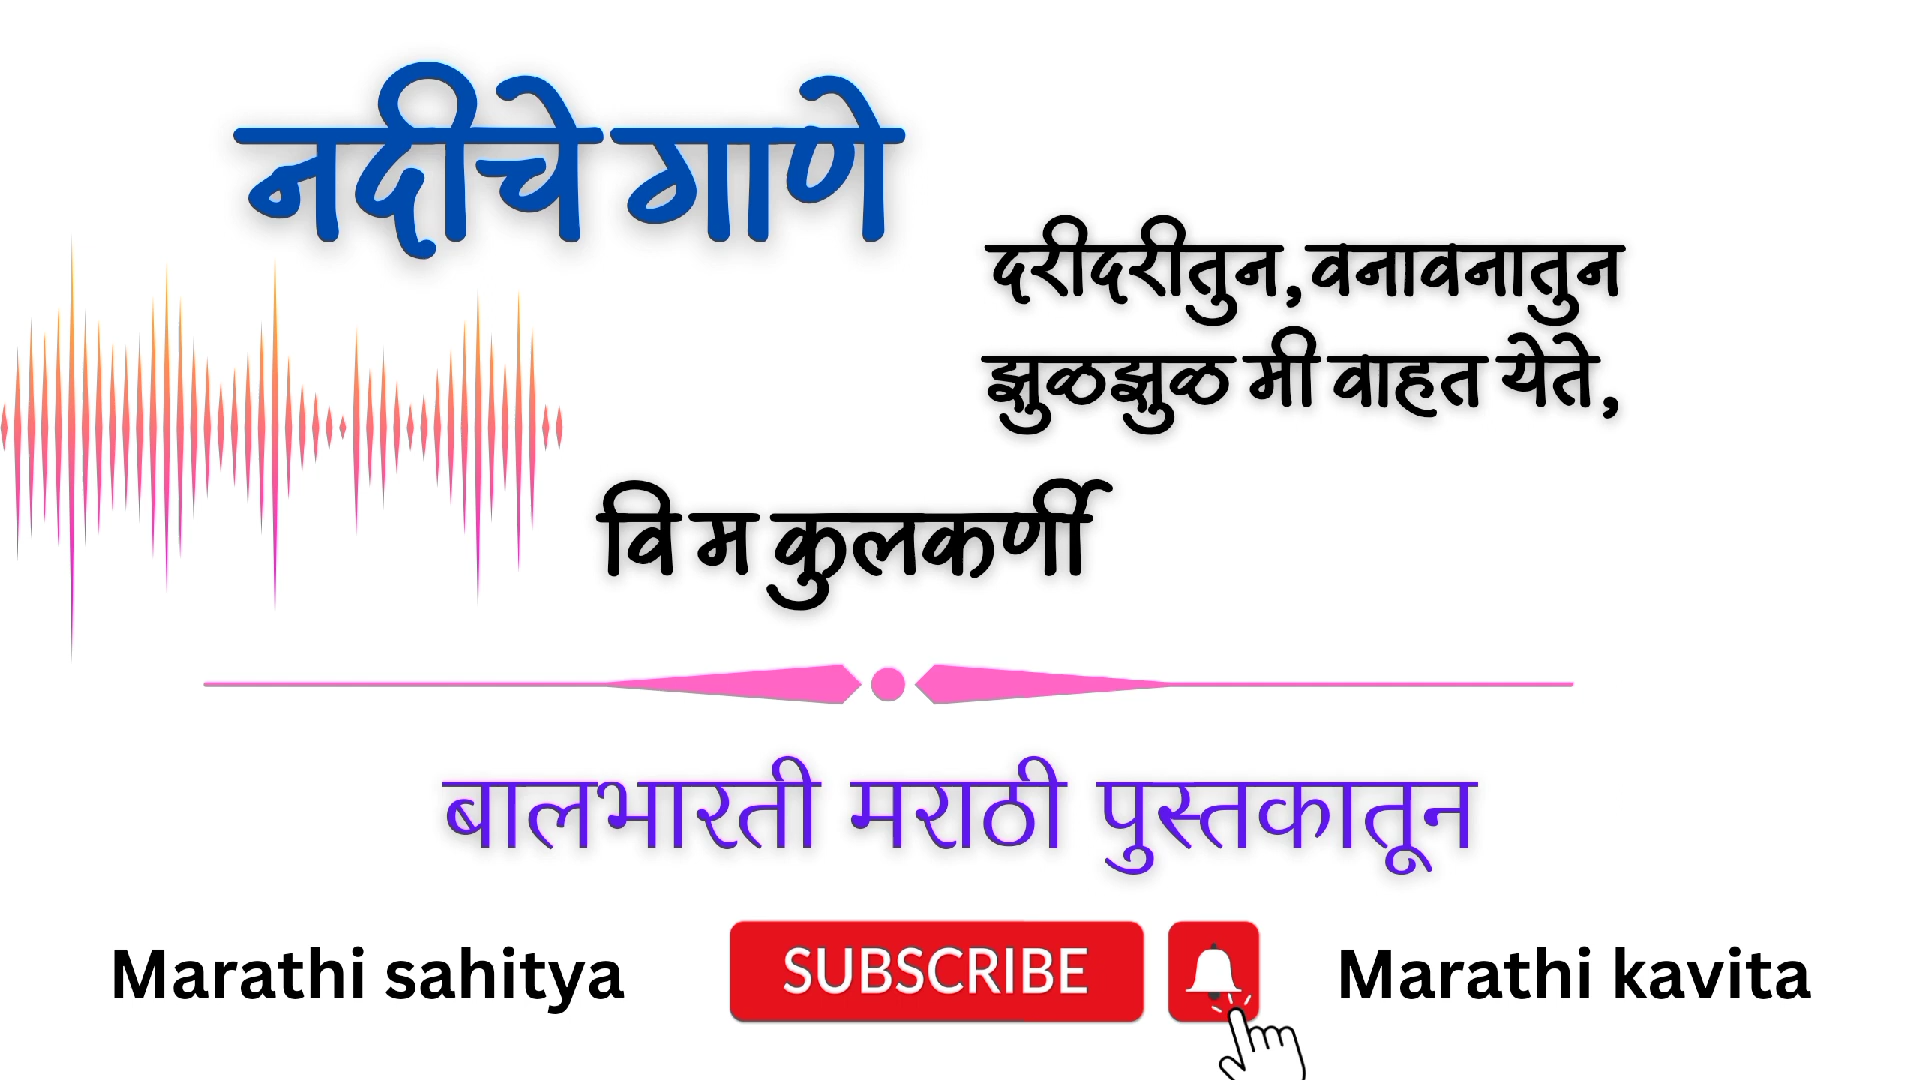 नदीचे गाणे
दरीदरीतुन, वनावनातुन
झुळझुळ मी वाहत येते,
वि म कुलकर्णी
बालभारती मराठी पुस्तकातून
Marathi sahitya
SUBSCRIBE
Marathi kavita